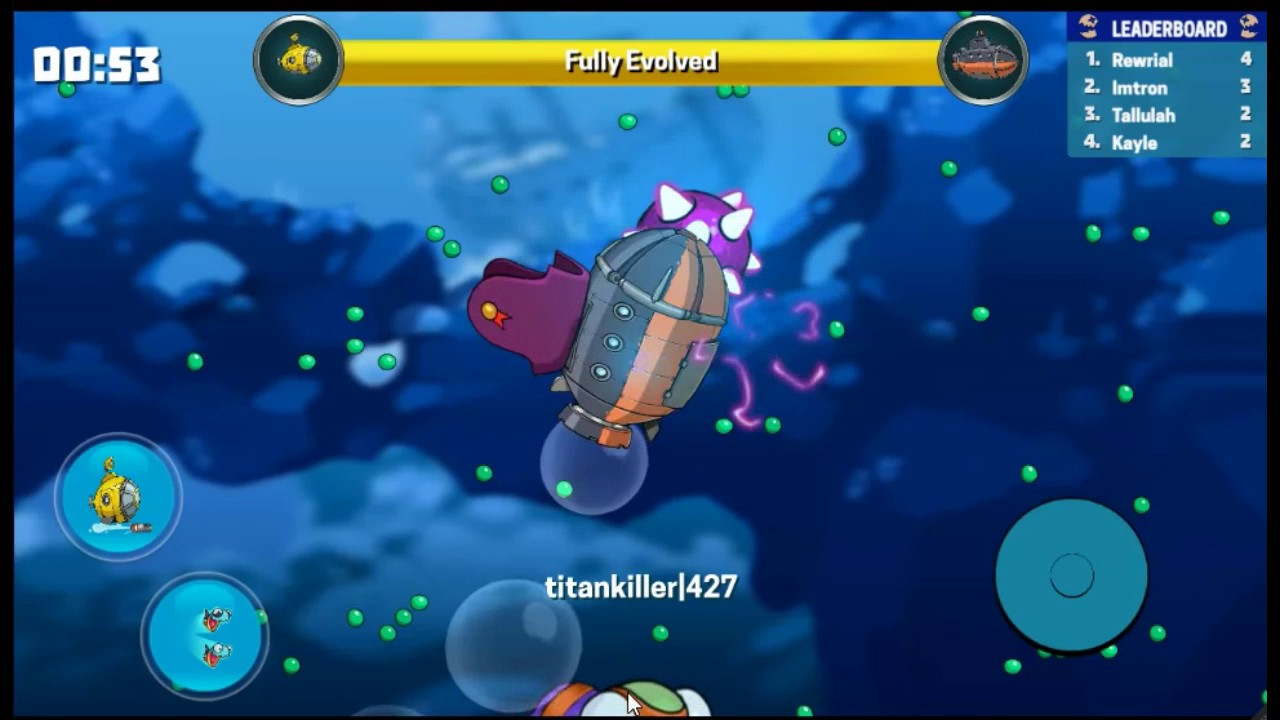 00:53
Fully Evolved
LEADERBOARD
1. Rewrial 4
2. Imtron 3
3. Tallulah 2
4. Kayle 2
titankiller|427